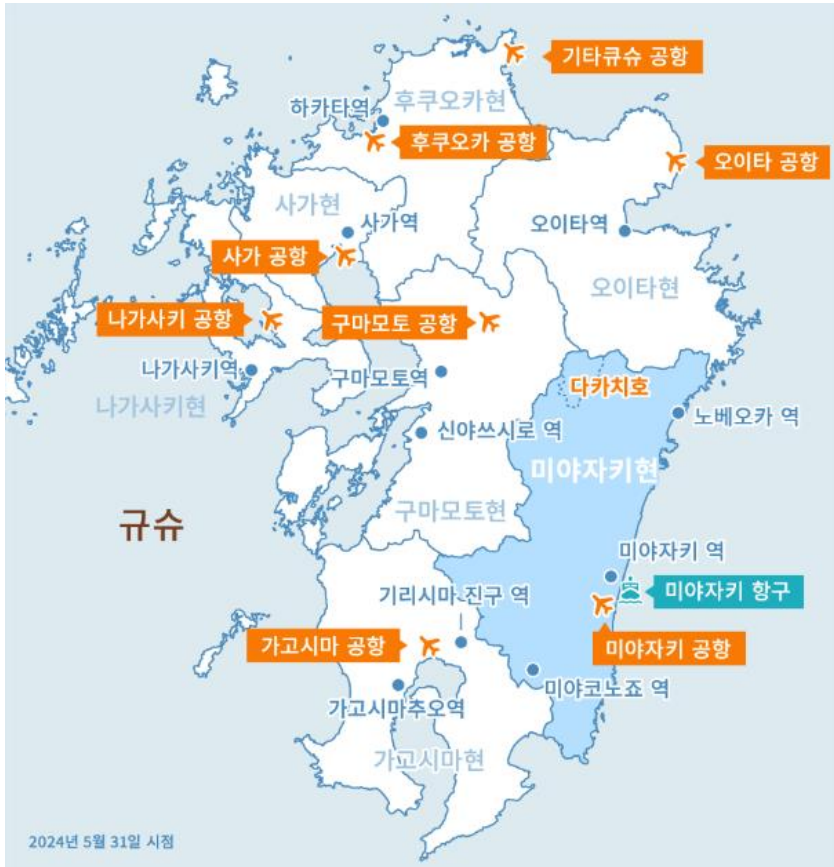 기타큐슈 공항
후쿠오카현
하카타역
후쿠오카 공항
오이타 공항
사가현
사가역
오이타역
사가 공항
오이타현
나가사키 공항
구마모토 공항
나가사키역
구마모토역
다카치호
나가사키현
노베오카 역
신야쓰시로 역
미야자키현
구마모토현
규슈
미야자키 역
기리시마 진구 역
미야자키 항구
가고시마 공항
미야자키 공항
미야코노죠 역
가고시마추오역
가고시마현
2024년 5월 31일 시점